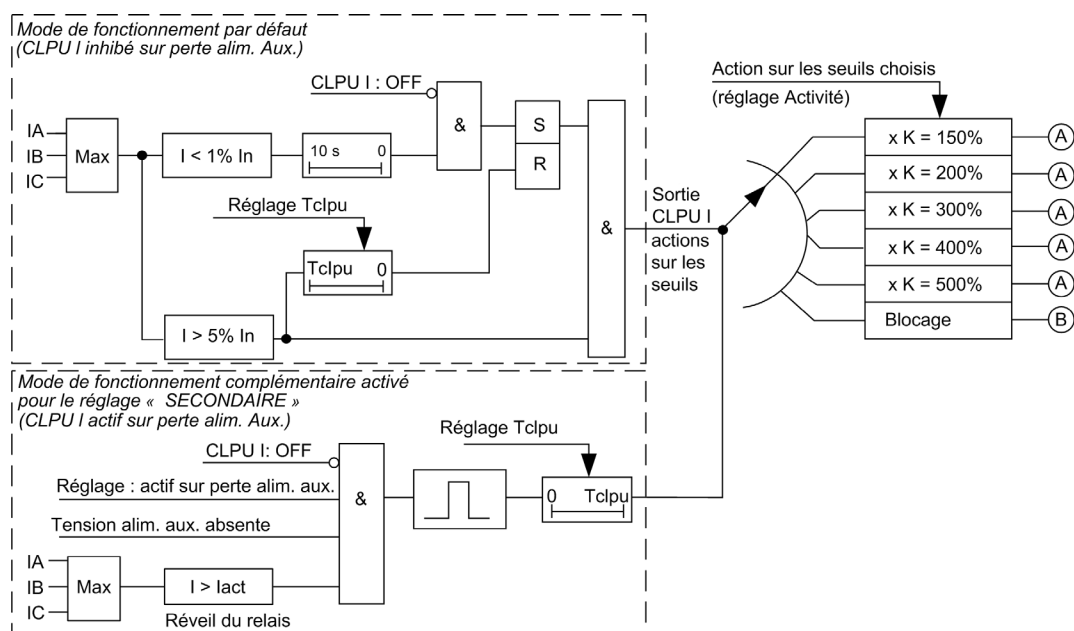 Mode de fonctionnement par défaut
(CLPU I inhibé sur perte alim. Aux.)
CLPU I : OFF
IA
IB
IC
Max
I < 1% In
10 s 0
&
S
R
Réglage Tclpu
Tclpu 0
&
I > 5% In
Sortie
CLPU I
actions
sur les
seuils
Action sur les seuils choisis
(réglage Activité)
x K = 150%
A
x K = 200%
A
x K = 300%
A
x K = 400%
A
x K = 500%
A
Blocage
B
Mode de fonctionnement complémentaire activé
pour le réglage « SECONDAIRE »
(CLPU I actif sur perte alim. Aux.)
CLPU I: OFF
Réglage : actif sur perte alim. aux.
Tension alim. aux. absente
&
Réglage Tclpu
0 Tclpu
IA
IB
IC
Max
I > Iact
Réveil du relais